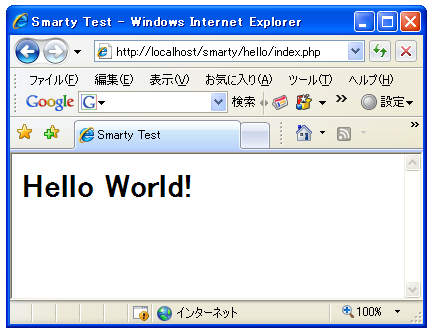 Smarty Test - Windows Internet Explorer
http://localhost/smarty/hello/index.php
ファイル(F) 編集(E) 表示(V) お気に入り(A) ツール(T) ヘルプ(H)
Google G 検索 » 設定
Smarty Test »
Hello World!
インターネット 100%